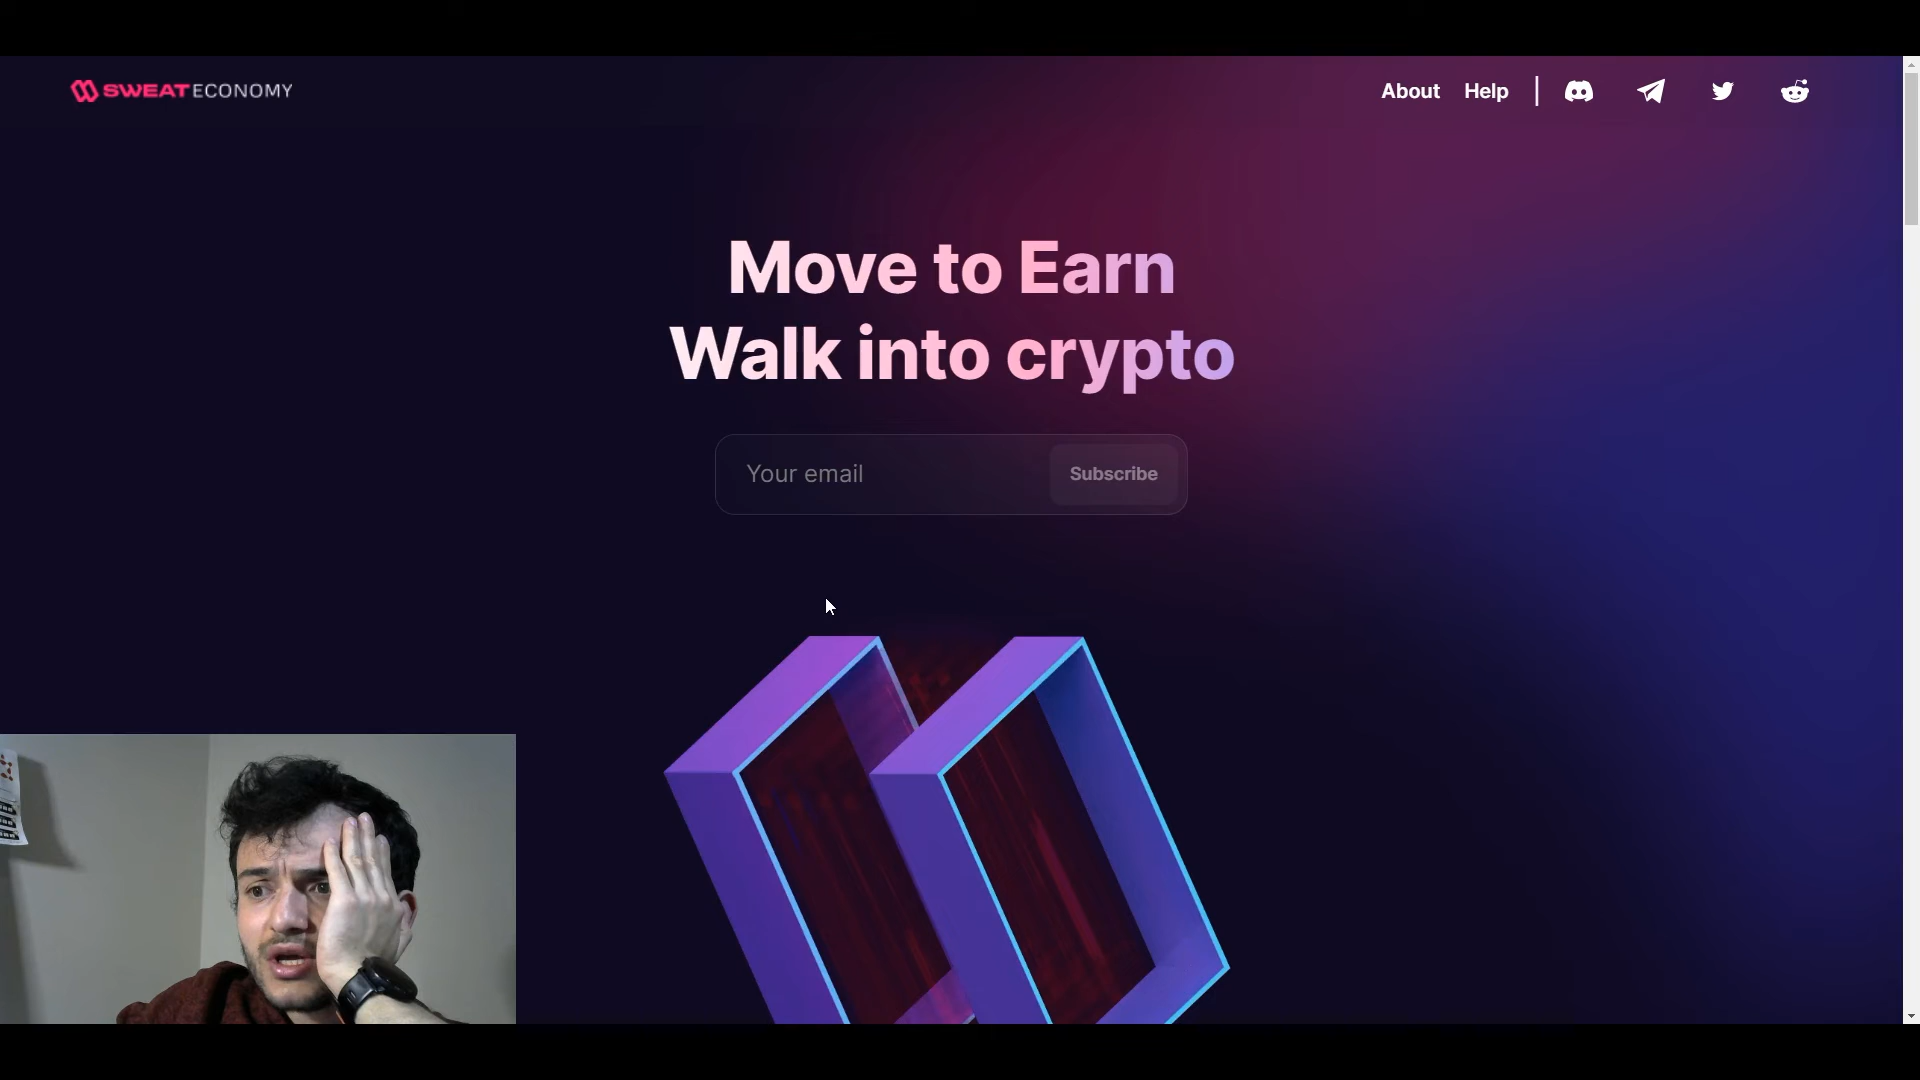 SWEATECONOMY
About Help
Move to Earn
Walk into crypto
Your email
Subscribe